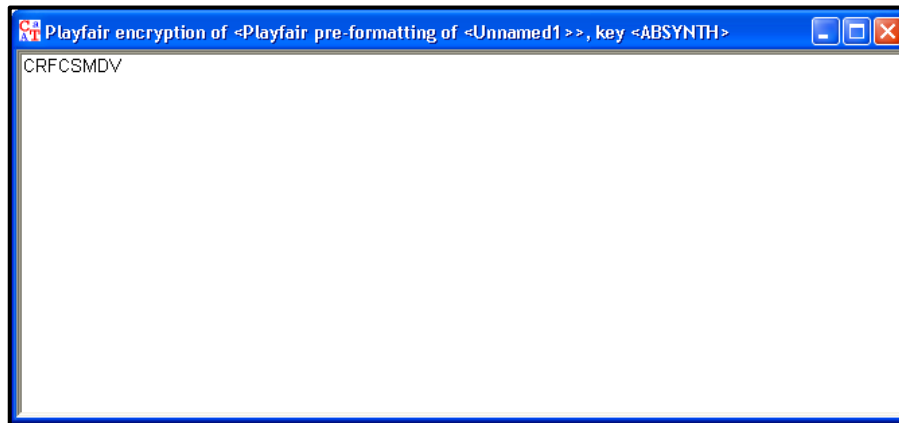 Playfair encryption of <Playfair pre-formatting of <Unnamed1>>, key <ABSYNTH>
CRFCSMDV